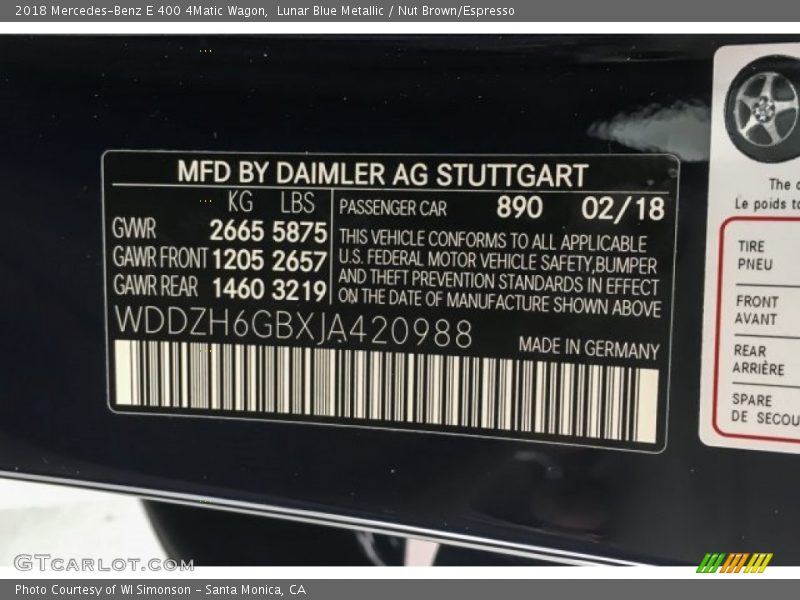 2018 Mercedes-Benz E 400 4Matic Wagon,  Lunar Blue Metallic / Nut Brown/Espresso
MFD BY DAIMLER AG STUTTGART
KG LBS
GWWR 2665 5875
GAWR FRONT 1205 2657
GAWR REAR 1460 3219
PASSENGER CAR 890 02/18
THIS VEHICLE CONFORMS TO ALL APPLICABLE
U.S. FEDERAL MOTOR VEHICLE SAFETY,BUMPER
AND THEFT PREVENTION STANDARDS IN EFFECT
ON THE DATE OF MANUFACTURE SHOWN ABOVE
WDDZH6GBXJA420988
MADE IN GERMANY
The
Le poids
TIRE
PNEU
FRONT
AVANT
REAR
ARRIÈRE
SPARE
DE
GTCARLOT.COM
Photo Courtesy of WI Simonson - Santa Monica, CA